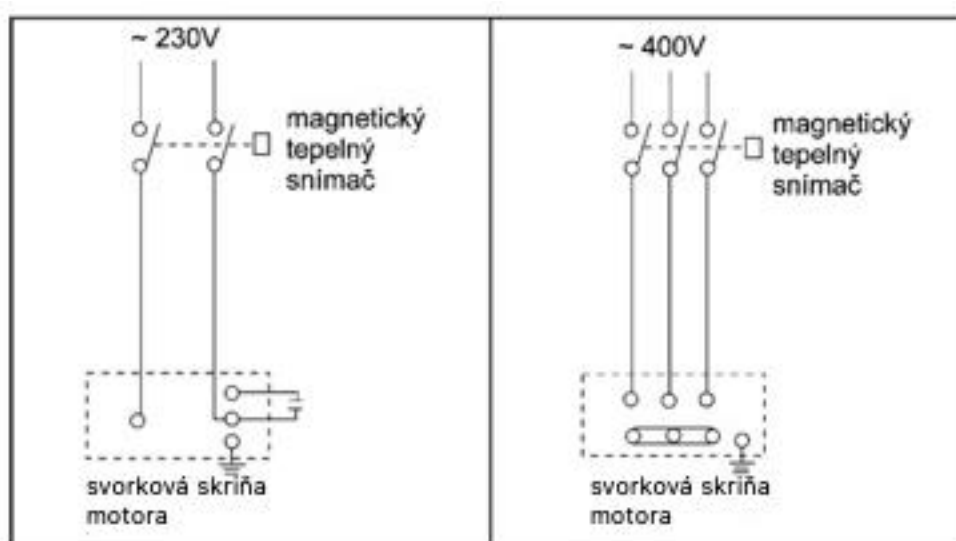 ~ 230V
magnetický
tepelný
snímač
svorková skriňa
motora
~ 400V
magnetický
tepelný
snímač
svorková skriňa
motora